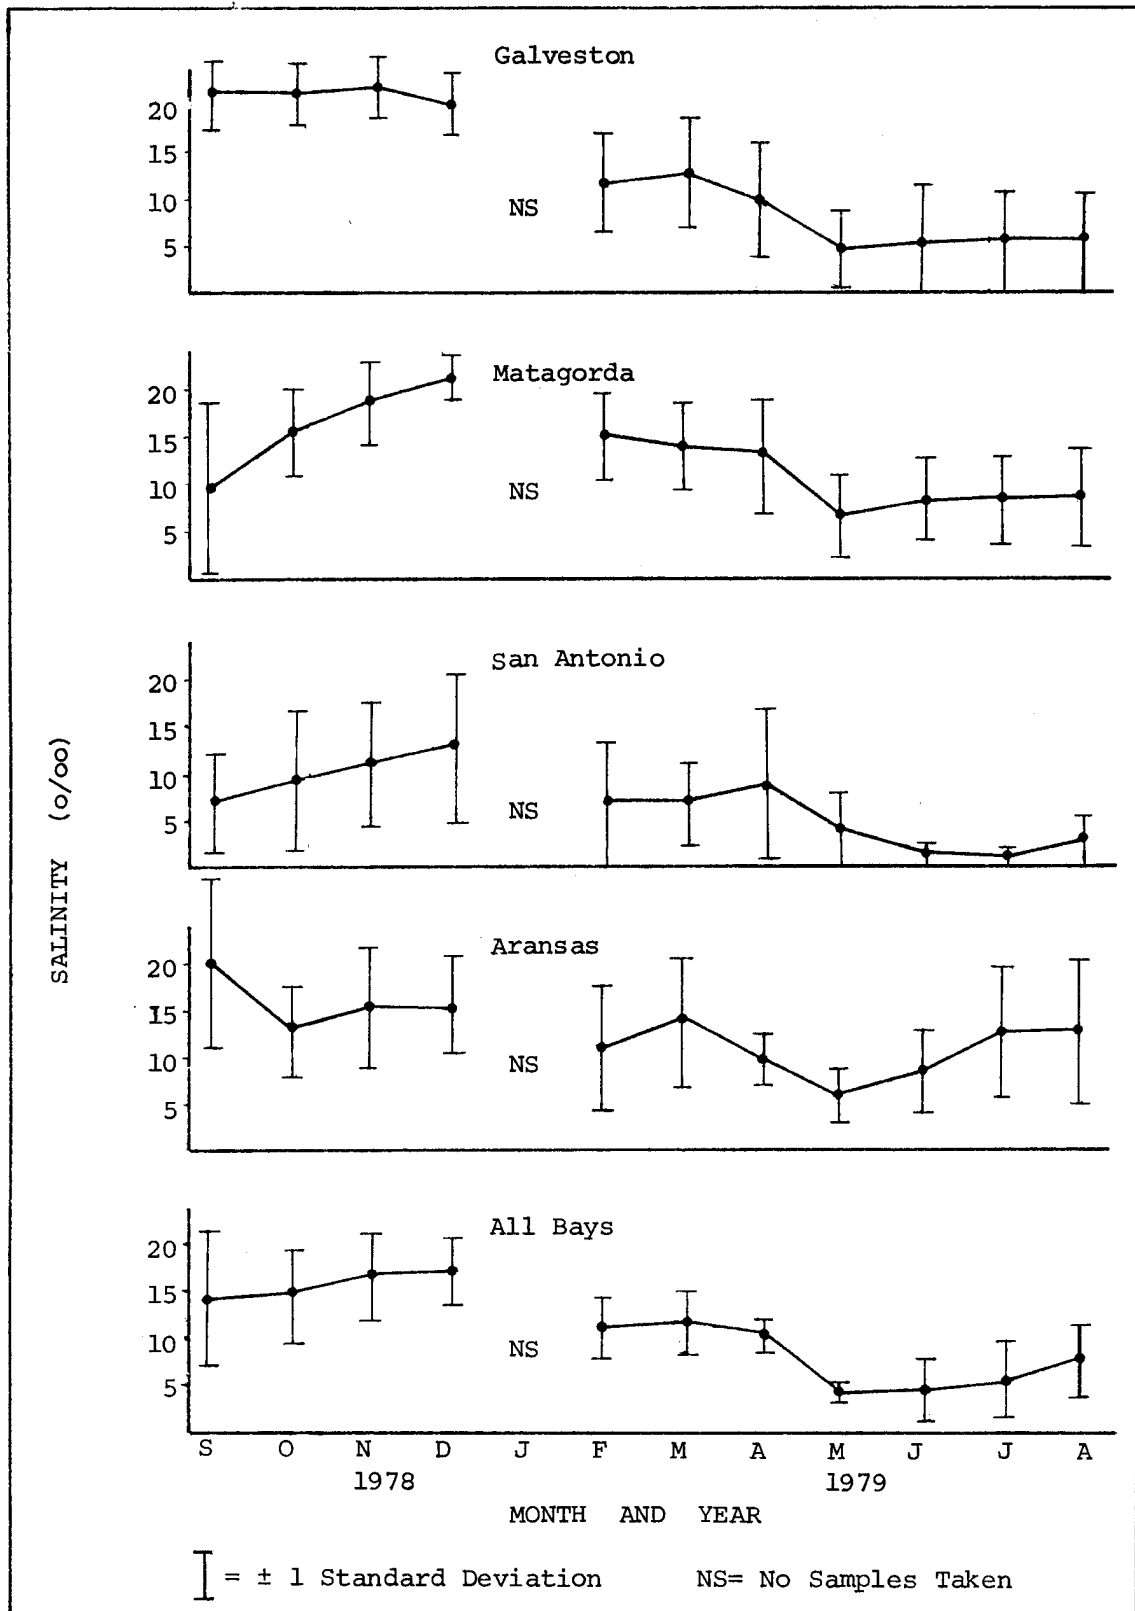 Galveston
20
15
10
5
NS
Matagorda
20
15
10
5
NS
San Antonio
20
15
10
5
NS
SALINITY (o/oo)
Aransas
20
15
10
5
NS
All Bays
20
15
10
5
NS
S O N D J F M A M J J A
1978 1979
MONTH AND YEAR
= ± 1 Standard Deviation NS= No Samples Taken